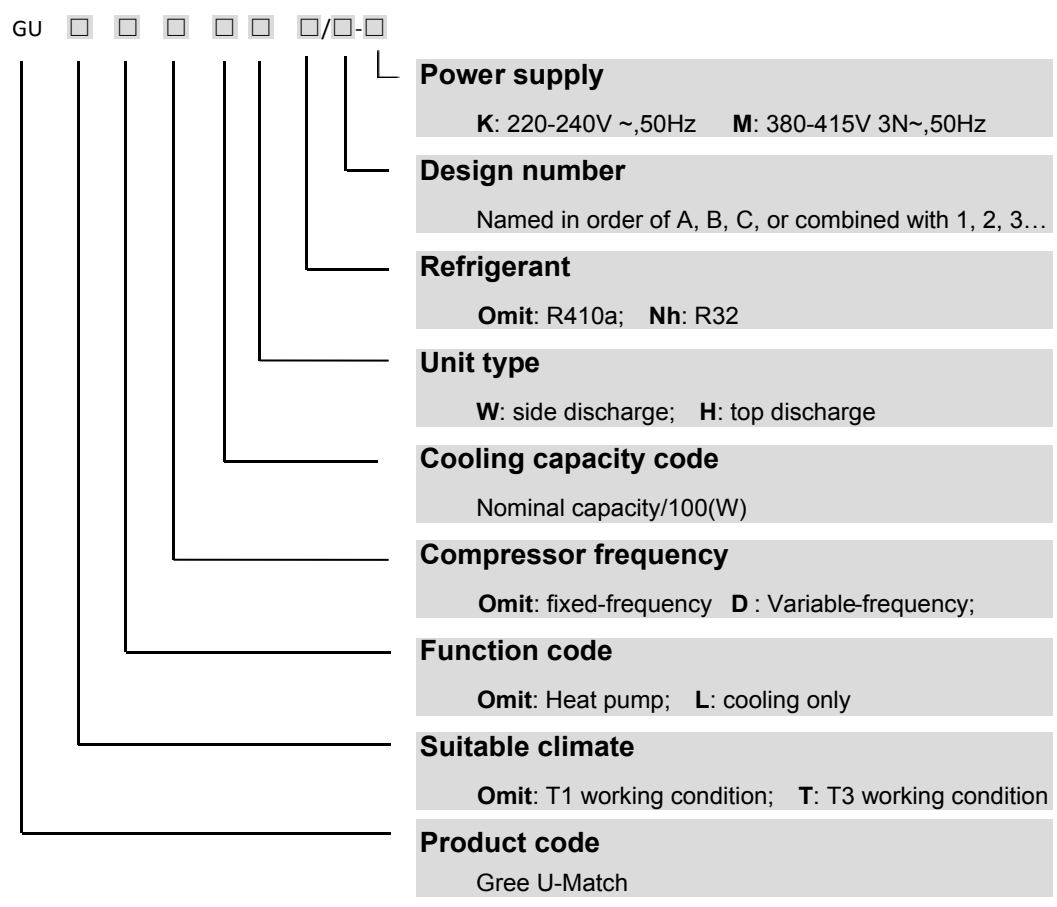 GU □ □ □ □ □ □/□-□
Power supply
K: 220-240V ~,50Hz M: 380-415V 3N~,50Hz
Design number
Named in order of A, B, C, or combined with 1, 2, 3…
Refrigerant
Omit: R410a; Nh: R32
Unit type
W: side discharge; H: top discharge
Cooling capacity code
Nominal capacity/100(W)
Compressor frequency
Omit: fixed-frequency D : Variable-frequency;
Function code
Omit: Heat pump; L: cooling only
Suitable climate
Omit: T1 working condition; T: T3 working condition
Product code
Gree U-Match